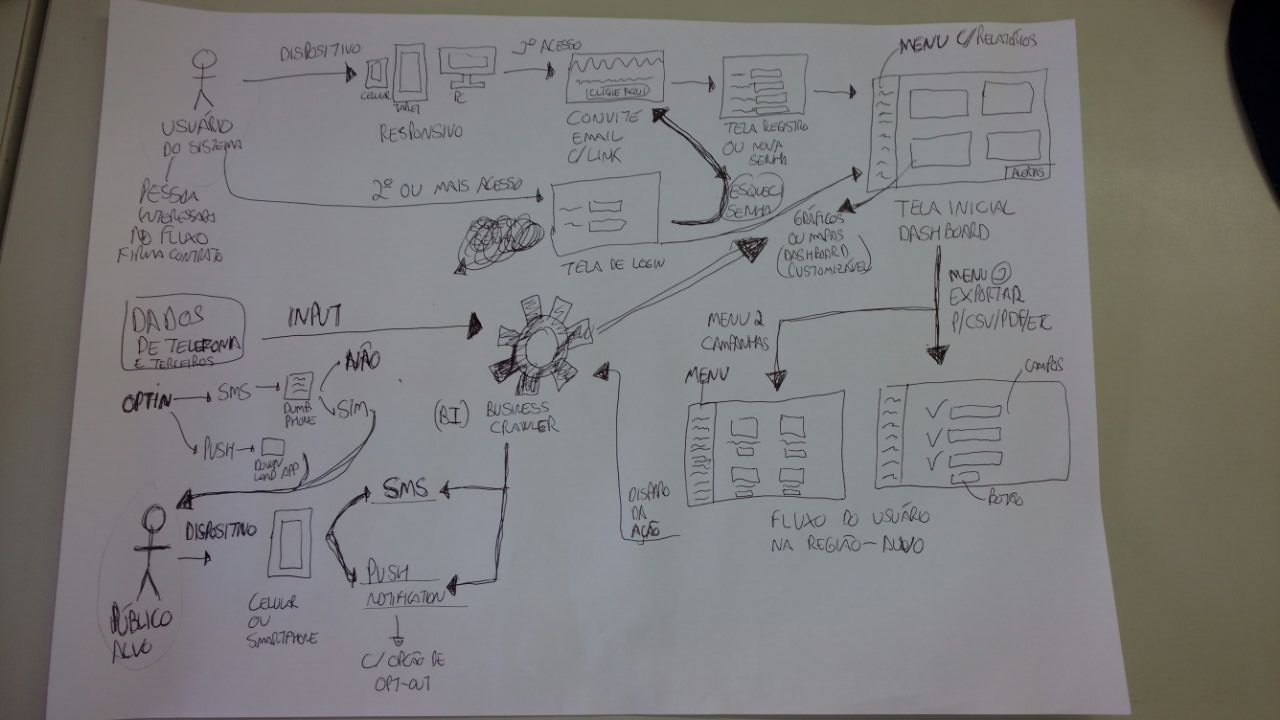 DISPOSITIVO
CELULAR
TABLET
PC
RESPONSIVO
USUÁRIO
DO SISTEMA
PESSOA
INTERESSADA
NO FLUXO
FIRMA CONTRATO
1º ACESSO
CLIQUE AQUI
CONVITE
EMAIL
C/LINK
TELA REGISTRO
OU NOVA
SENHA
MENU C/RELATÓRIOS
ALERTAS
TELA INICIAL
DASHBOARD
2º OU MAIS ACESSO
TELA DE LOGIN
ESQUECI
SENHA
GRÁFICOS
OU MAPAS
(DASHBOARD
CUSTOMIZÁVEL)
DADOS
DE TELEFONIA
E TERCEIROS
INPUT
OPTIN
SMS
DUMB
PHONE
NÃO
SIM
PUSH
DOWN
LOAD APP
(BI)
BUSINESS
CRAWLER
MENU 2
CAMPANHAS
MENU
EXPORTAR
P/CSV/PDF/ETC
MENU
CAMPOS
BOTÃO
FLUXO DO USUÁRIO
NA REGIÃO-ALVO
DISPARO
DA
AÇÃO
SMS
PUSH
NOTIFICATION
C/OPÇÃO DE
OPT-OUT
DISPOSITIVO
CELULAR
OU
SMARTPHONE
PÚBLICO
ALVO